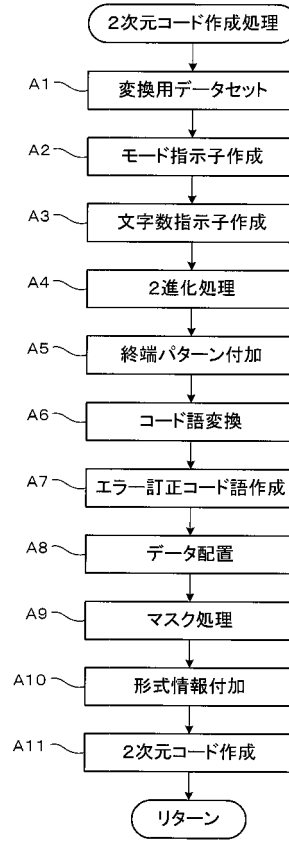 2次元コード作成処理
A1
変換用データセット
A2
モード指示子作成
A3
文字数指示子作成
A4
2進化処理
A5
終端パターン付加
A6
コード語変換
A7
エラー訂正コード語作成
A8
データ配置
A9
マスク処理
A10
形式情報付加
A11
2次元コード作成
リターン